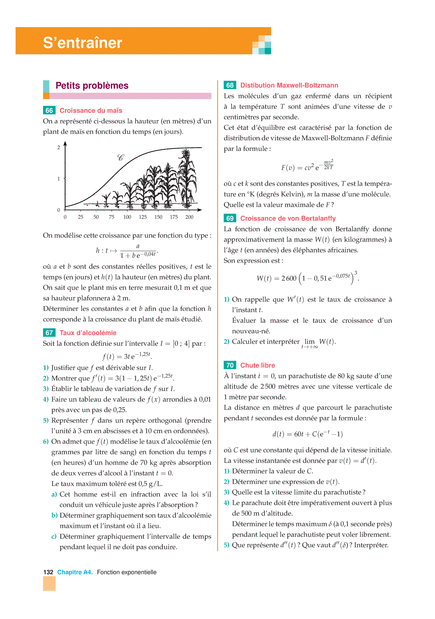 S'entraîner
Petits problèmes
66 Croissance du maïs
On a représenté ci-dessous la hauteur (en mètres) d'un
plant de maïs en fonction du temps (en jours).
2
1
0
𝒞
0 25 50 75 100 125 150 175 200
On modélise cette croissance par une fonction du type :
h : t ↦ a / (1 + b e^{−0,04t}).
où a et b sont des constantes réelles positives, t est le
temps (en jours) et h(t) la hauteur (en mètres) du plant.
On sait que le plant mis en terre mesurait 0,1 m et que
sa hauteur plafonnera à 2 m.
Déterminer les constantes a et b afin que la fonction h
corresponde à la croissance du plant de maïs étudié.
67 Taux d'alcoolémie
Soit la fonction définie sur l'intervalle I = [0 ; 4] par :
f(t) = 3t e^{−1,25t}.
1) Justifier que f est dérivable sur I.
2) Montrer que f′(t) = 3(1 − 1,25t) e^{−1,25t}.
3) Établir le tableau de variation de f sur I.
4) Faire un tableau de valeurs de f(x) arrondies à 0,01
près avec un pas de 0,25.
5) Représenter f dans un repère orthogonal (prendre
l'unité à 3 cm en abscisses et à 10 cm en ordonnées).
6) On admet que f(t) modélise le taux d'alcoolémie (en
grammes par litre de sang) en fonction du temps t
(en heures) d'un homme de 70 kg après absorption
de deux verres d'alcool à l'instant t = 0.
Le taux maximum toléré est 0,5 g/L.
a) Cet homme est-il en infraction avec la loi s'il
conduit un véhicule juste après l'absorption ?
b) Déterminer graphiquement son taux d'alcoolémie
maximum et l'instant où il a lieu.
c) Déterminer graphiquement l'intervalle de temps
pendant lequel il ne doit pas conduire.
68 Distibution Maxwell-Boltzmann
Les molécules d'un gaz enfermé dans un récipient
à la température T sont animées d'une vitesse de v
centimètres par seconde.
Cet état d'équilibre est caractérisé par la fonction de
distribution de vitesse de Maxwell-Boltzmann F définie
par la formule :
F(v) = cv² e^{−mv²/2kT}
où c et k sont des constantes positives, T est la tempéra-
ture en °K (degrés Kelvin), m la masse d'une molécule.
Quelle est la valeur maximale de F ?
69 Croissance de von Bertalanffy
La fonction de croissance de von Bertalanffy donne
approximativement la masse W(t) (en kilogrammes) à
l'âge t (en années) des éléphantes africaines.
Son expression est :
W(t) = 2 600 (1 − 0,51 e^{−0,075t})³.
1) On rappelle que W′(t) est le taux de croissance à
l'instant t.
Évaluer la masse et le taux de croissance d'un
nouveau-né.
2) Calculer et interpréter lim_{t→+∞} W(t).
70 Chute libre
À l'instant t = 0, un parachutiste de 80 kg saute d'une
altitude de 2 500 mètres avec une vitesse verticale de
1 mètre par seconde.
La distance en mètres d que parcourt le parachutiste
pendant t secondes est donnée par la formule :
d(t) = 60t + C(e^{−t} − 1)
où C est une constante qui dépend de la vitesse initiale.
La vitesse instantanée est donnée par v(t) = d′(t).
1) Déterminer la valeur de C.
2) Déterminer une expression de v(t).
3) Quelle est la vitesse limite du parachutiste ?
4) Le parachute doit être impérativement ouvert à plus
de 500 m d'altitude.
Déterminer le temps maximum δ (à 0,1 seconde près)
pendant lequel le parachutiste peut voler librement.
5) Que représente d″(t) ? Que vaut d″(δ) ? Interpréter.
132 Chapitre A4. Fonction exponentielle